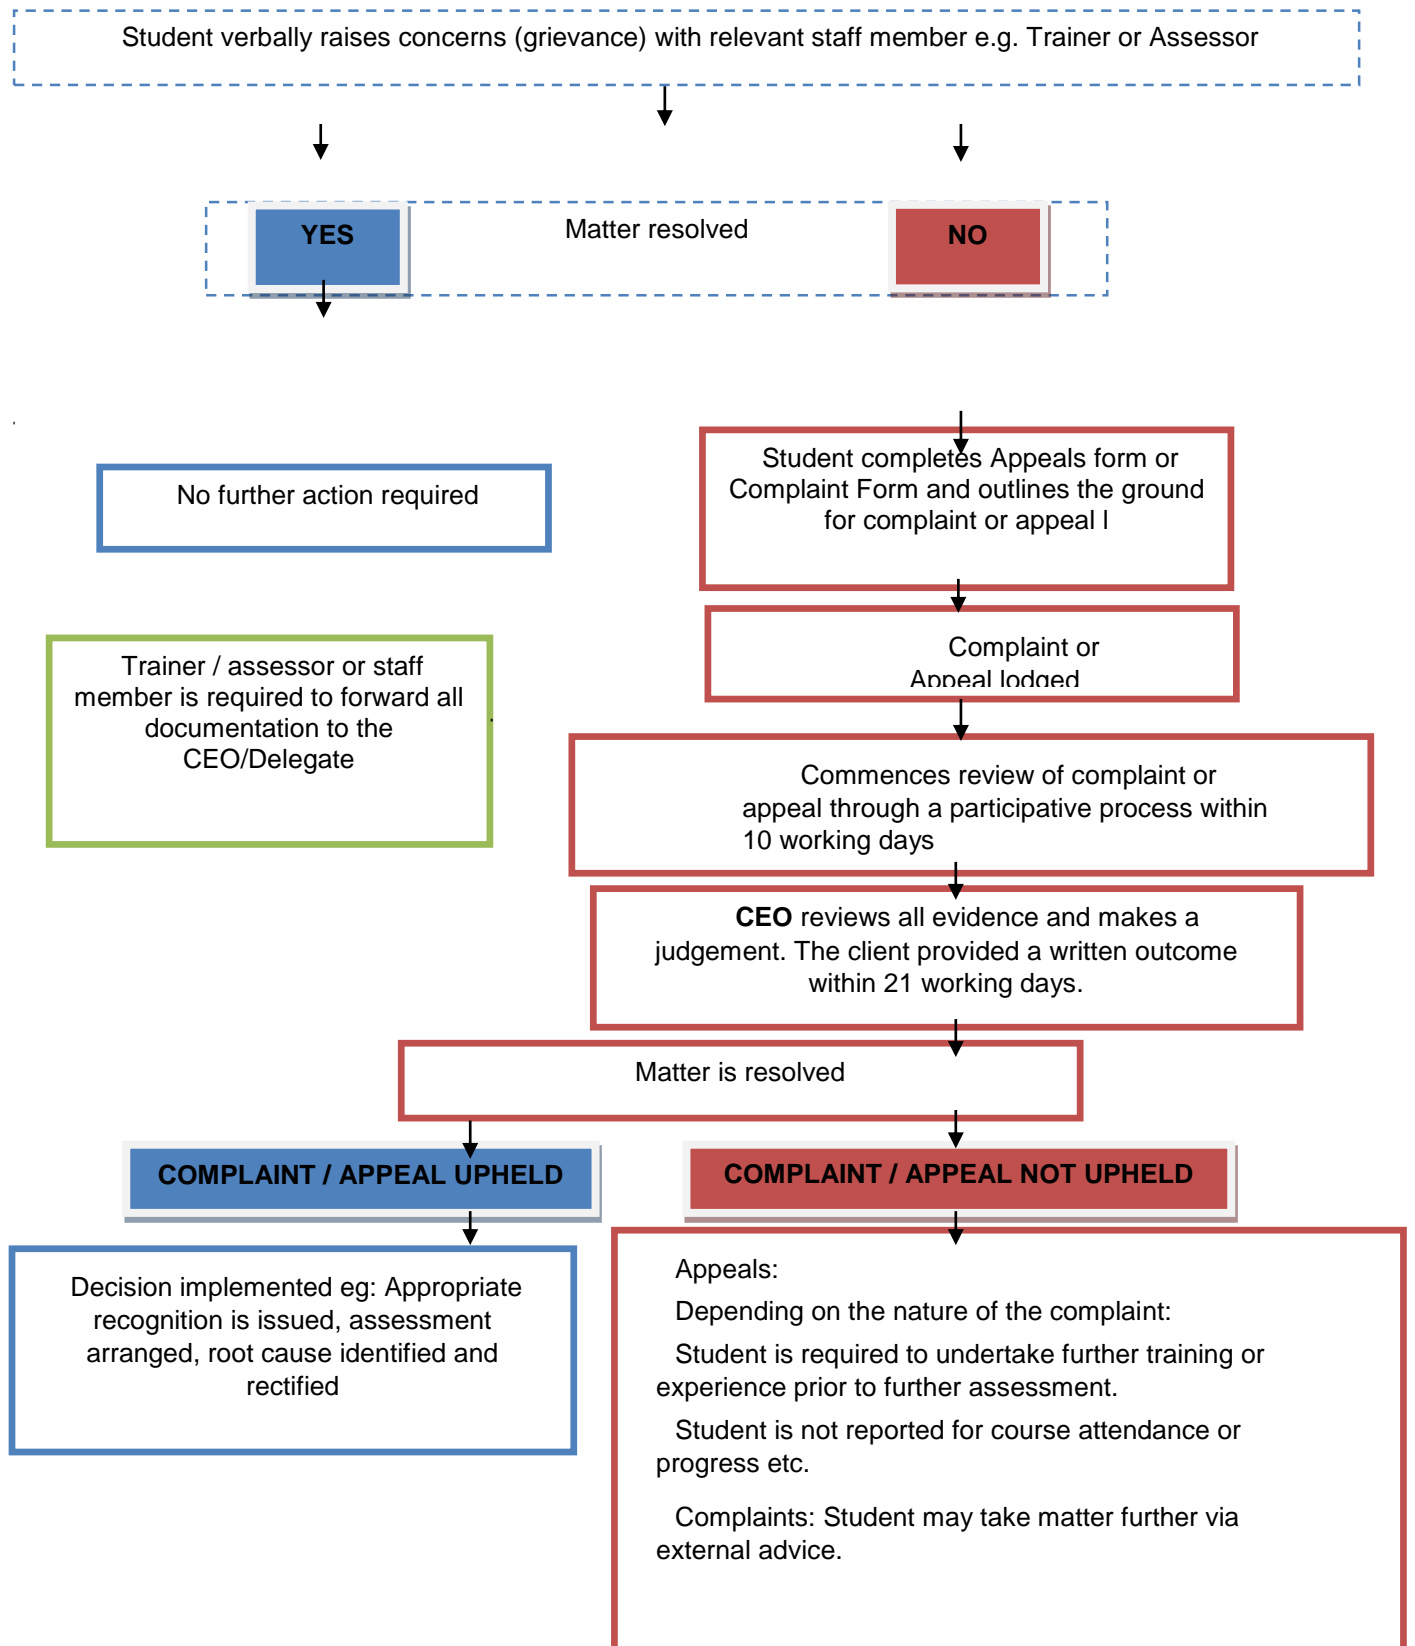 Student verbally raises concerns (grievance) with relevant staff member e.g. Trainer or Assessor
YES
Matter resolved
NO
No further action required
Student completes Appeals form or
Complaint Form and outlines the ground
for complaint or appeal l
Complaint or
Appeal lodged
Trainer / assessor or staff
member is required to forward all
documentation to the
CEO/Delegate
Commences review of complaint or
appeal through a participative process within
10 working days
CEO reviews all evidence and makes a
judgement. The client provided a written outcome
within 21 working days.
Matter is resolved
COMPLAINT / APPEAL UPHELD
COMPLAINT / APPEAL NOT UPHELD
Decision implemented eg: Appropriate
recognition is issued, assessment
arranged, root cause identified and
rectified
Appeals:
Depending on the nature of the complaint:
Student is required to undertake further training or
experience prior to further assessment.
Student is not reported for course attendance or
progress etc.
Complaints: Student may take matter further via
external advice.